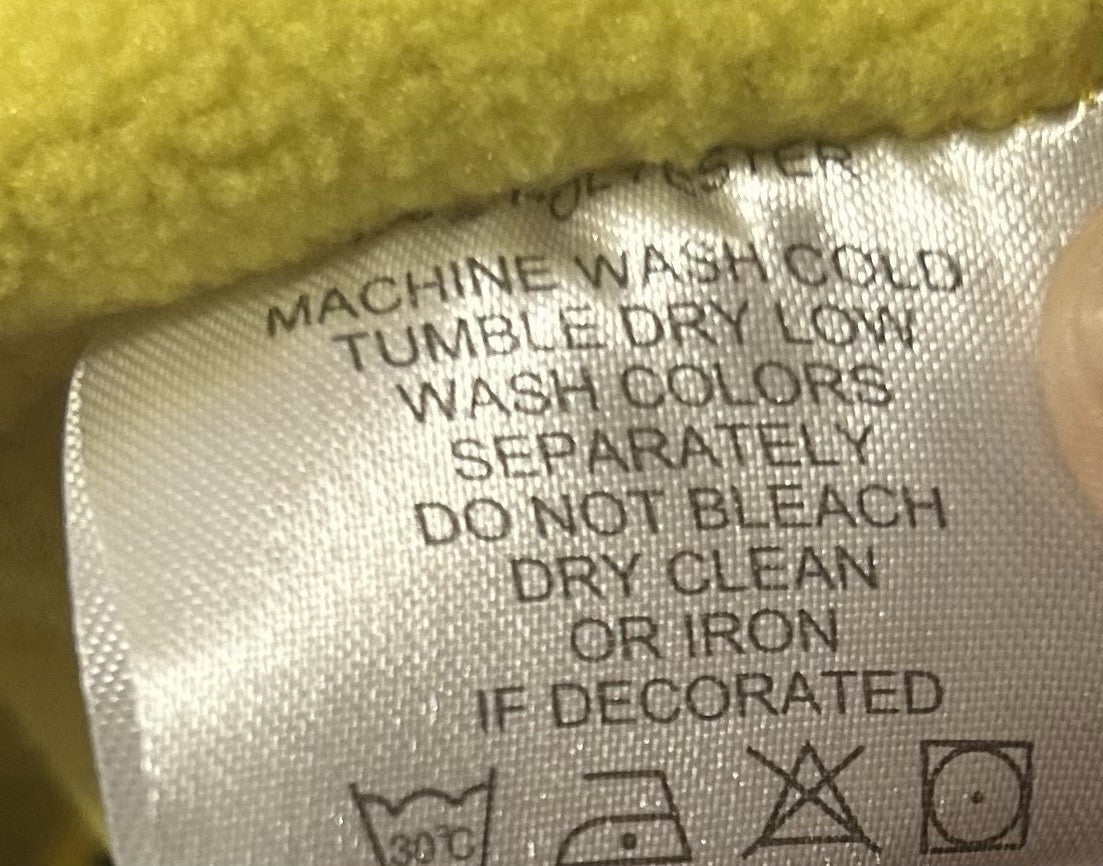 POLYESTER
MACHINE WASH COLD
TUMBLE DRY LOW
WASH COLORS
SEPARATELY
DO NOT BLEACH
DRY CLEAN
OR IRON
IF DECORATED
30°C